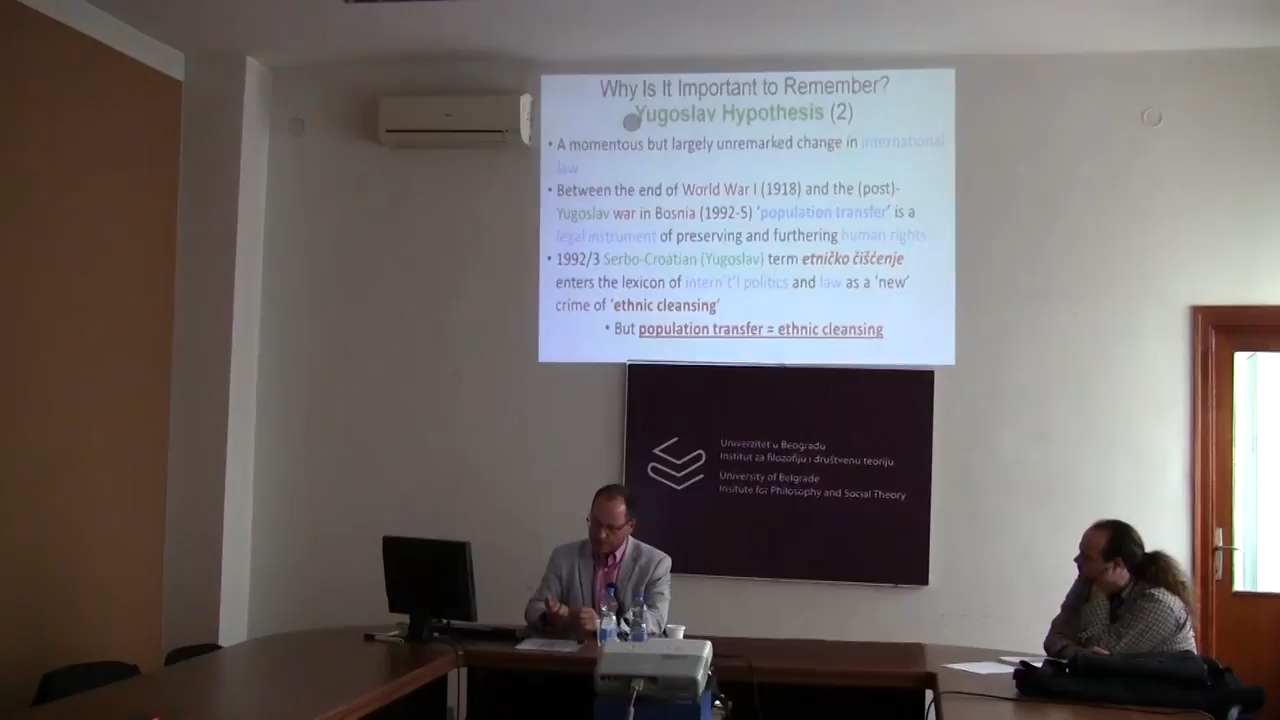 Why Is It Important to Remember?
Yugoslav Hypothesis (2)
• A momentous but largely unremarked change in international
law
• Between the end of World War I (1918) and the (post)-
Yugoslav war in Bosnia (1992-5) ‘population transfer’ is a
legal instrument of preserving and furthering human rights
• 1992/3 Serbo-Croatian (Yugoslav) term etničko čišćenje
enters the lexicon of intern't'l politics and law as a ‘new’
crime of ‘ethnic cleansing’
• But population transfer = ethnic cleansing
Univerzitet u Beogradu
Institut za filozofiju i društvenu teoriju
University of Belgrade
Insitute for Philosophy and Social Theory